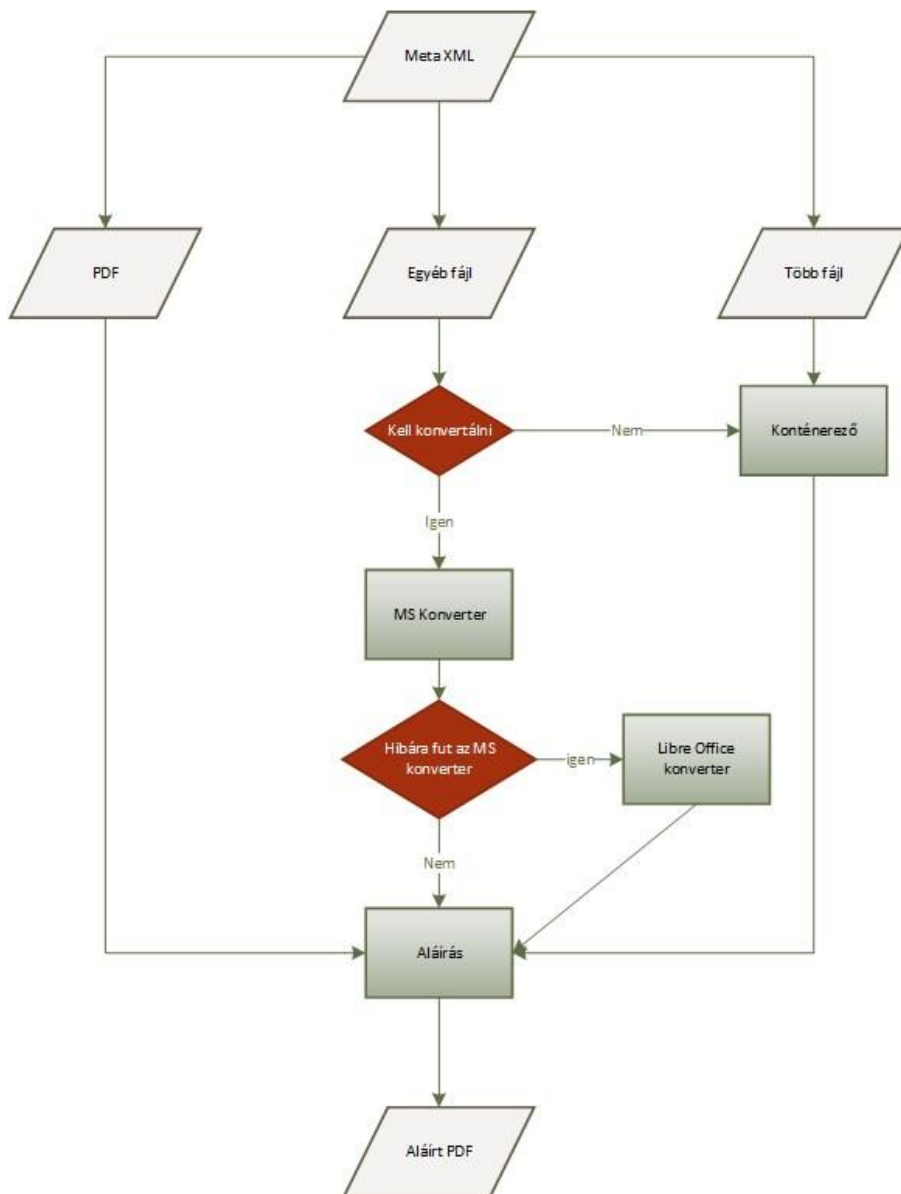 Meta XML
PDF
Egyéb fájl
Több fájl
Kell konvertálni
Nem
Konténerező
Igen
MS Konverter
Hibára fut az MS
konverter
igen
Libre Office
konverter
Nem
Aláírás
Aláírt PDF